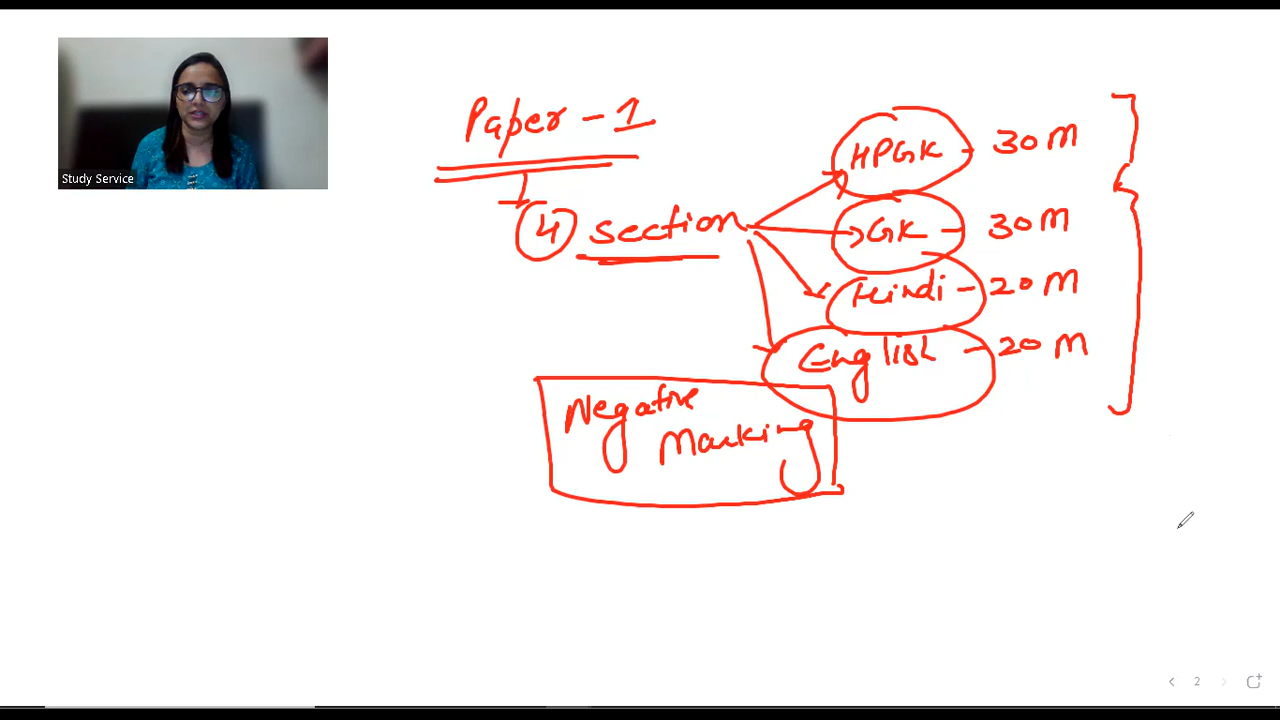 Study Service
Paper - 1
4 section
HPGK - 30 M
GK - 30 M
Hindi - 20 M
English - 20 M
Negative
Marking
2